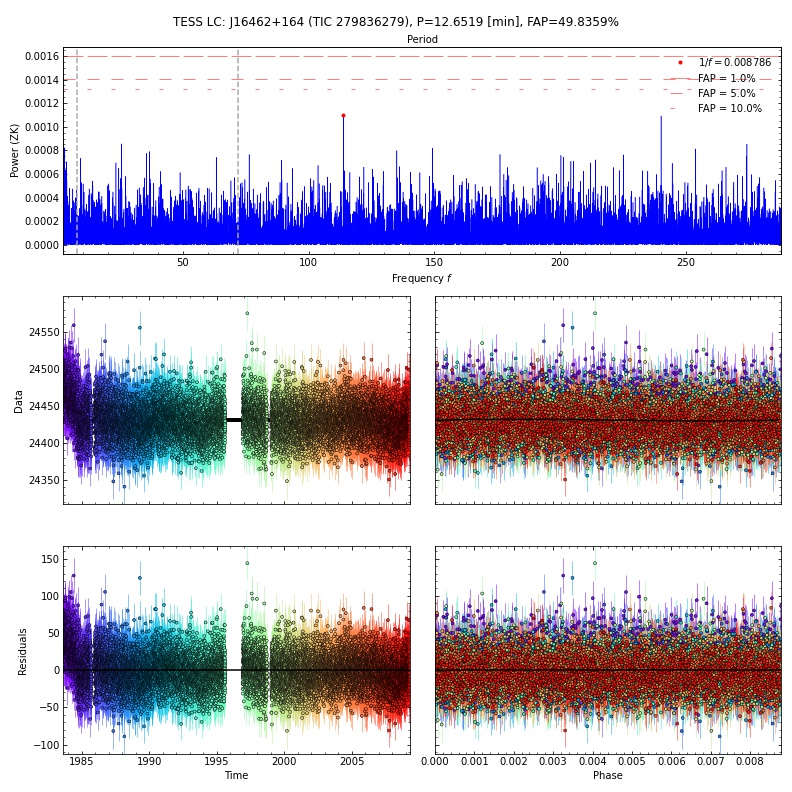 TESS LC: J16462+164 (TIC 279836279), P=12.6519 [min], FAP=49.8359%
Period
Power (ZK)
0.0016
0.0014
0.0012
0.0010
0.0008
0.0006
0.0004
0.0002
0.0000
1/f = 0.008786
FAP = 1.0%
FAP = 5.0%
FAP = 10.0%
50 100 150 200 250
Frequency f
Data
24550
24500
24450
24400
24350
Residuals
150
100
50
0
−50
−100
1985 1990 1995 2000 2005
Time
0.000 0.001 0.002 0.003 0.004 0.005 0.006 0.007 0.008
Phase